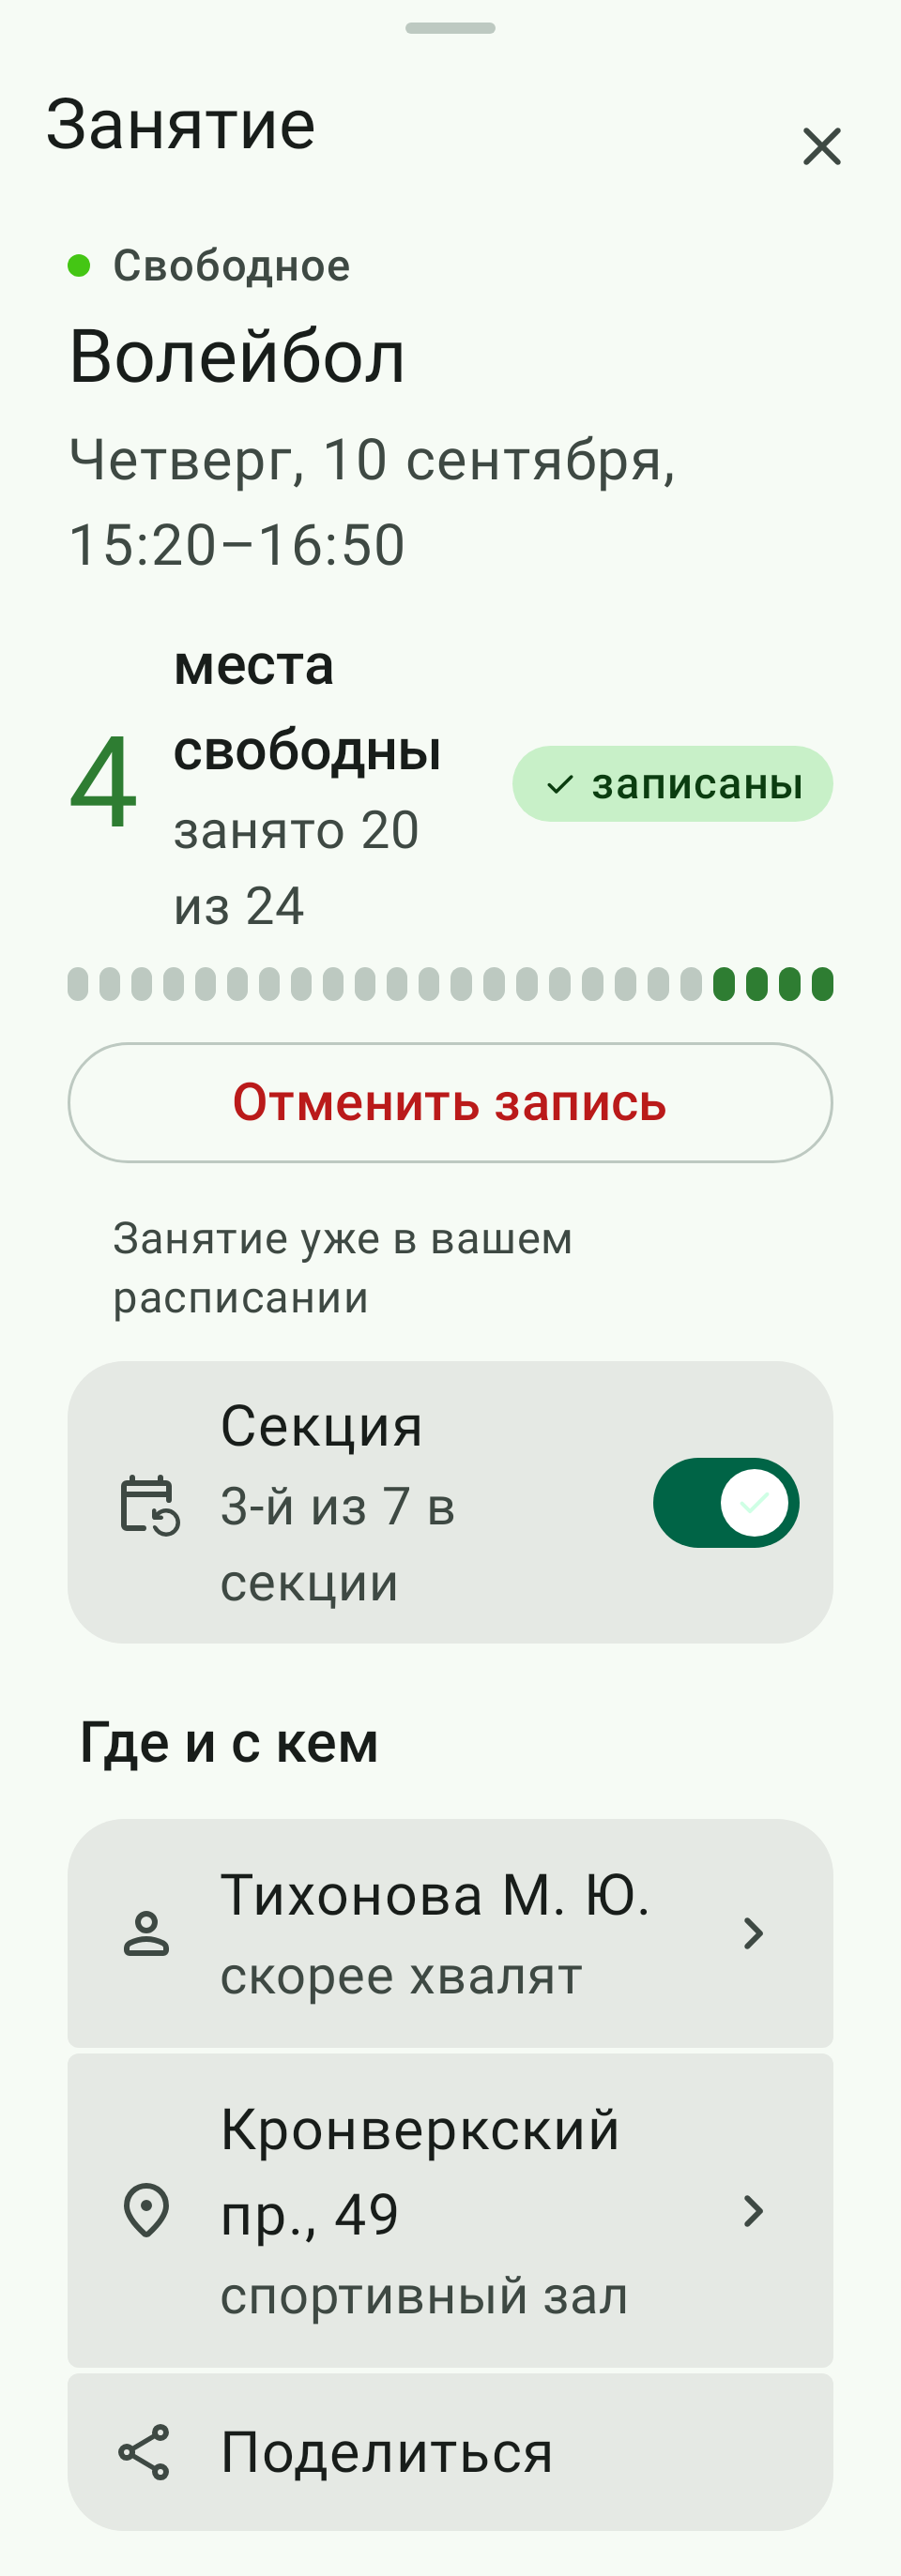 Занятие
Свободное
Волейбол
Четверг, 10 сентября,
15:20–16:50
4
места
свободны
занято 20
из 24
записаны
Отменить запись
Занятие уже в вашем
расписании
Секция
3-й из 7 в
секции
Где и с кем
Тихонова М. Ю.
скорее хвалят
Кронверкский
пр., 49
спортивный зал
Поделиться